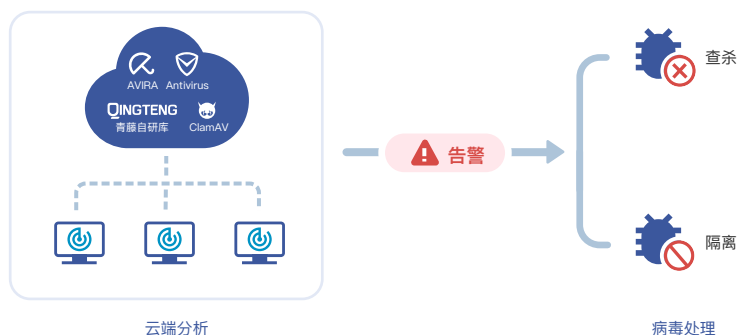 AVIRA Antivirus
QINGTENG
青藤自研库 ClamAV
告警
查杀
隔离
云端分析
病毒处理